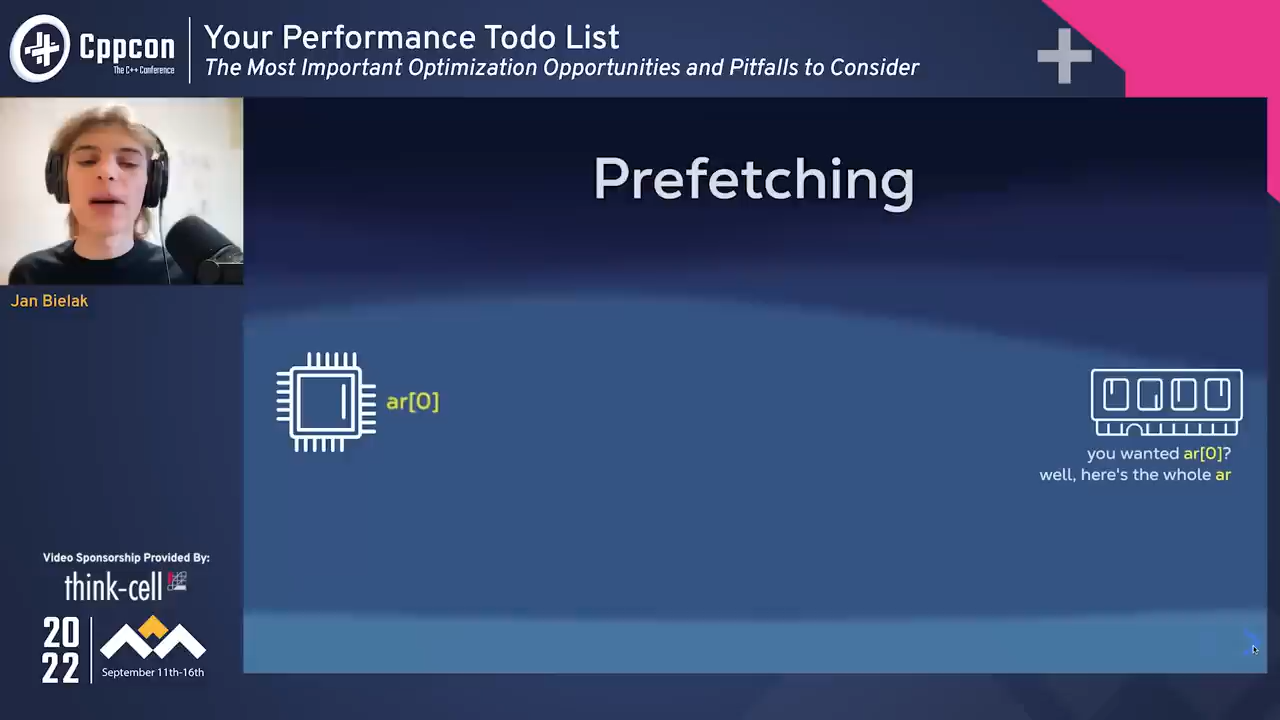 Cppcon
The C++ Conference
Your Performance Todo List
The Most Important Optimization Opportunities and Pitfalls to Consider
Jan Bielak
Prefetching
ar[0]
you wanted ar[0]?
well, here's the whole ar
Video Sponsorship Provided By:
think-cell
20
22
September 11th-16th